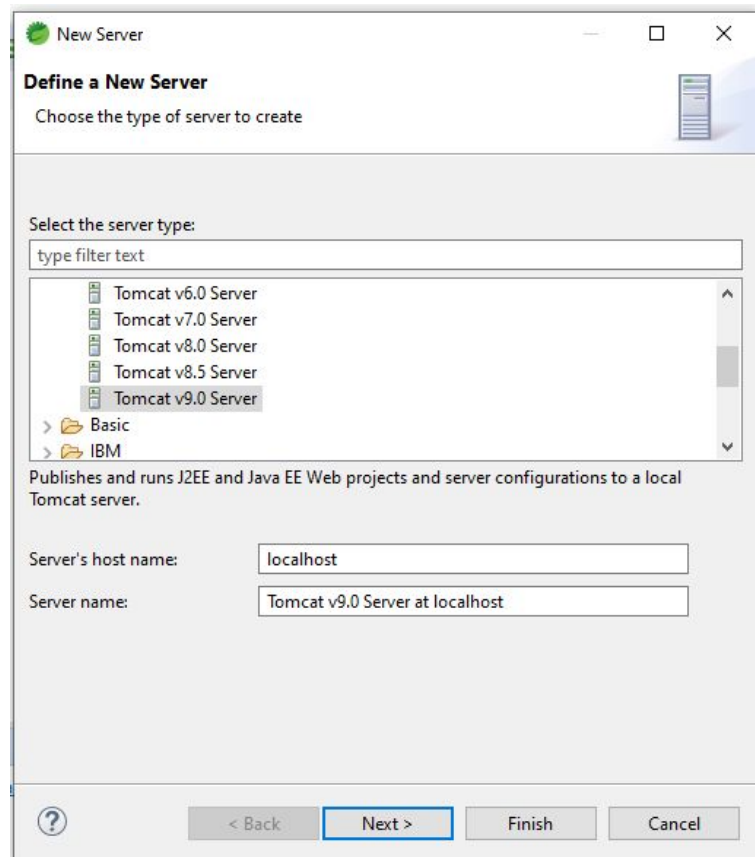 New Server
Define a New Server
Choose the type of server to create
Select the server type:
type filter text
Tomcat v6.0 Server
Tomcat v7.0 Server
Tomcat v8.0 Server
Tomcat v8.5 Server
Tomcat v9.0 Server
Basic
IBM
Publishes and runs J2EE and Java EE Web projects and server configurations to a local
Tomcat server.
Server's host name: localhost
Server name: Tomcat v9.0 Server at localhost
? < Back Next > Finish Cancel